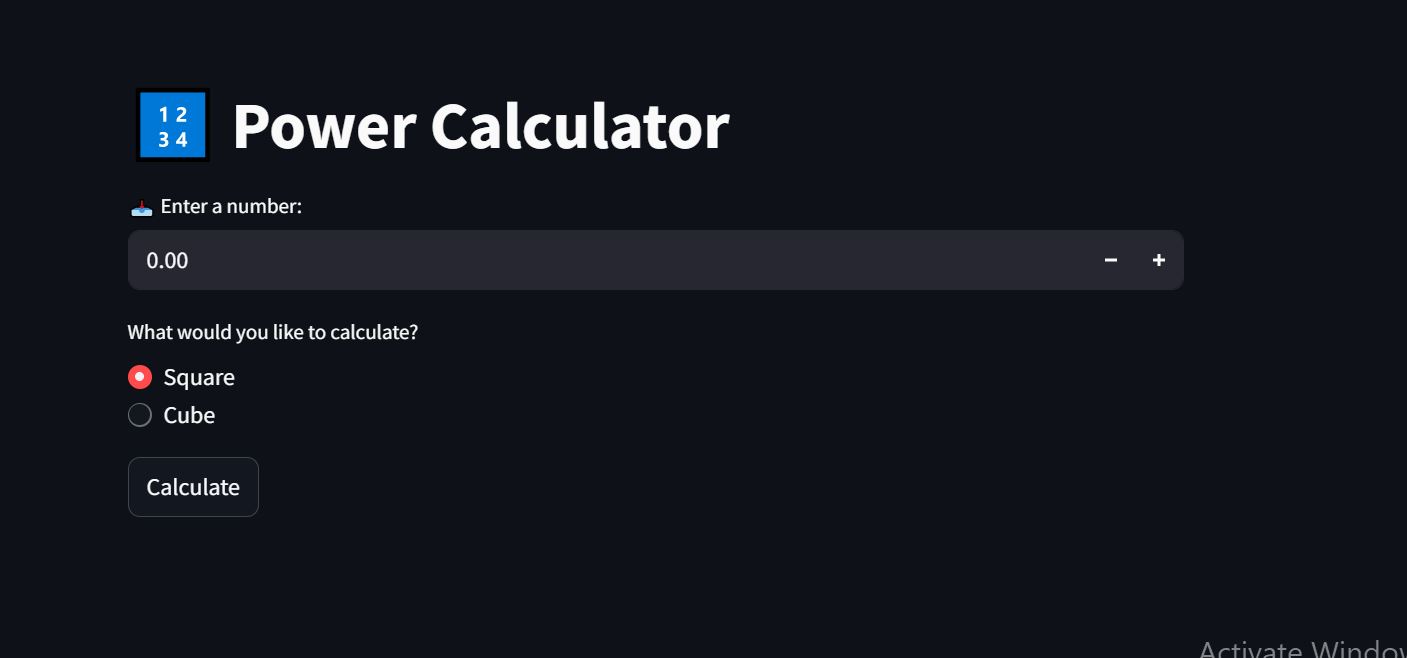 1 2
3 4
Power Calculator
Enter a number:
0.00
− +
What would you like to calculate?
Square
Cube
Calculate
Activate